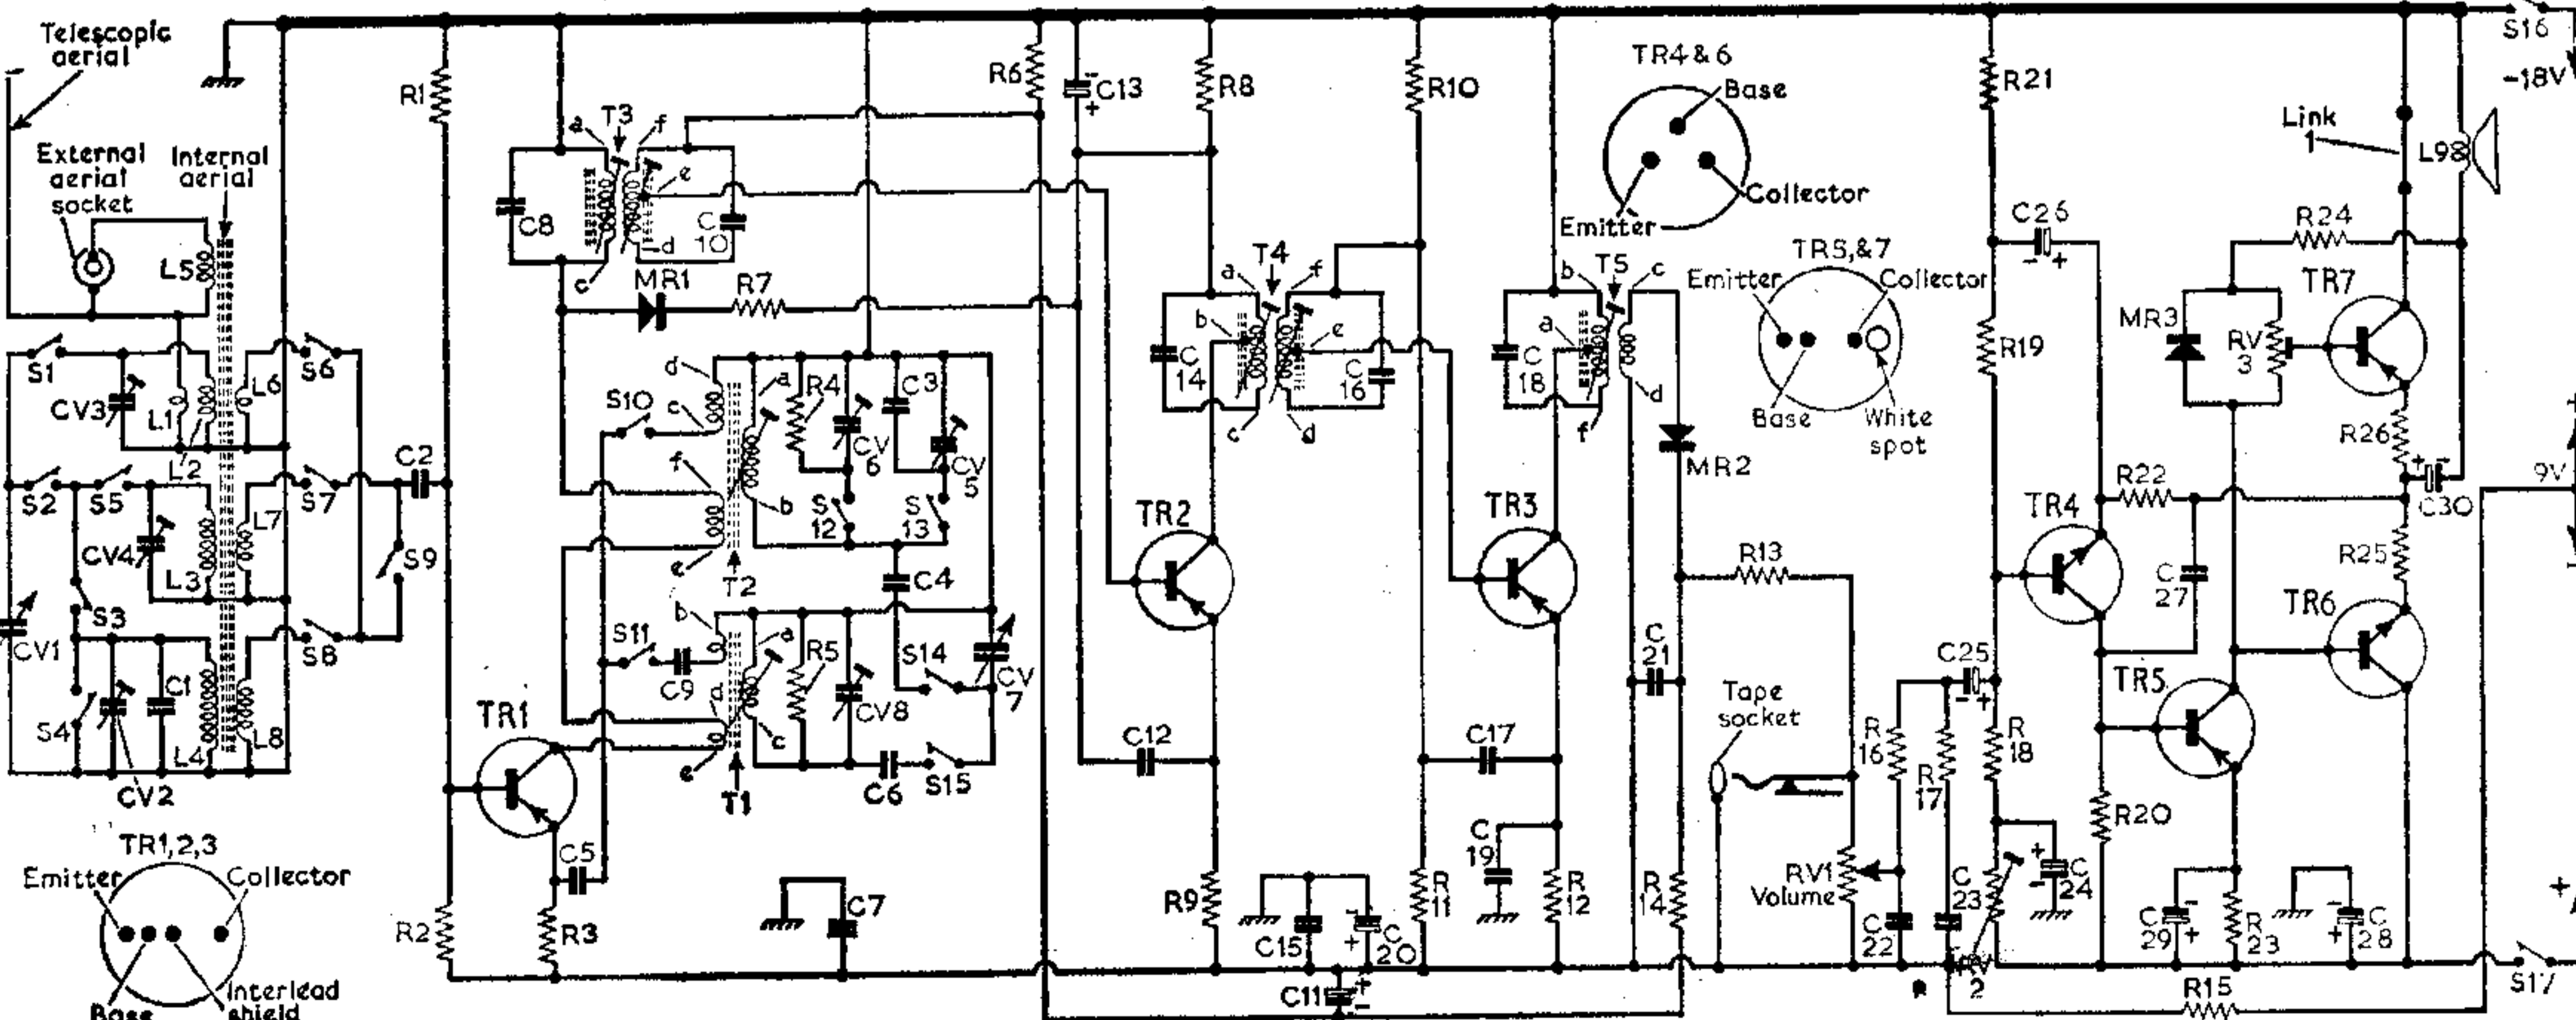 Telescopic
aerial
External
aerial
socket
Internal
aerial
L5
S1
CV3
L1
L2
L6
S6
S2
S5
CV4
L3
L7
S7
C2
S9
S3
CV1
S4
CV2
C1
L4
L8
S8
TR1,2,3
Emitter
Collector
Base
Interlead
shield
R1
R2
TR1
C5
R3
C8
a
T3
f
e
d
c
C
10
MR1
R7
R6
C13
- +
S10
d
c
f
e
T2
a
b
R4
CV
6
C3
CV
5
S
12
S
13
C4
S11
C9
b
d
e
T1
a
c
R5
CV8
C6
S14
S15
CV
7
C7
R8
R10
a
T4
f
b
e
c
d
C
14
C
16
TR2
C12
R9
C15
C
20
- +
C11
+ -
R
11
C17
C
19
R
12
TR3
b
T5
c
a
d
f
C
18
TR4&6
Base
Emitter
Collector
TR5,&7
Emitter
Collector
Base
White
spot
MR2
R13
C
21
R
14
Tape
socket
RV1
Volume
R
16
C
22
R
17
C
23
C25
- +
R
18
C
24
+ -
2
R21
R19
C26
- +
TR4
R22
C
27
R20
TR5
C
29
- +
R
23
C
28
- +
R15
Link
1
R24
MR3
RV
3
TR7
R26
C30
+ -
R25
TR6
L9
S16
-18V
9V
+
S17